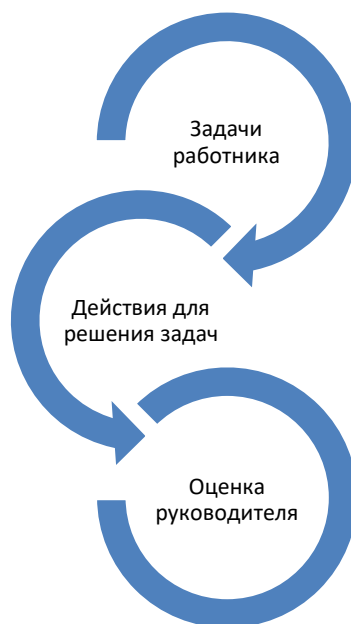 Задачи
работника
Действия для
решения задач
Оценка
руководителя